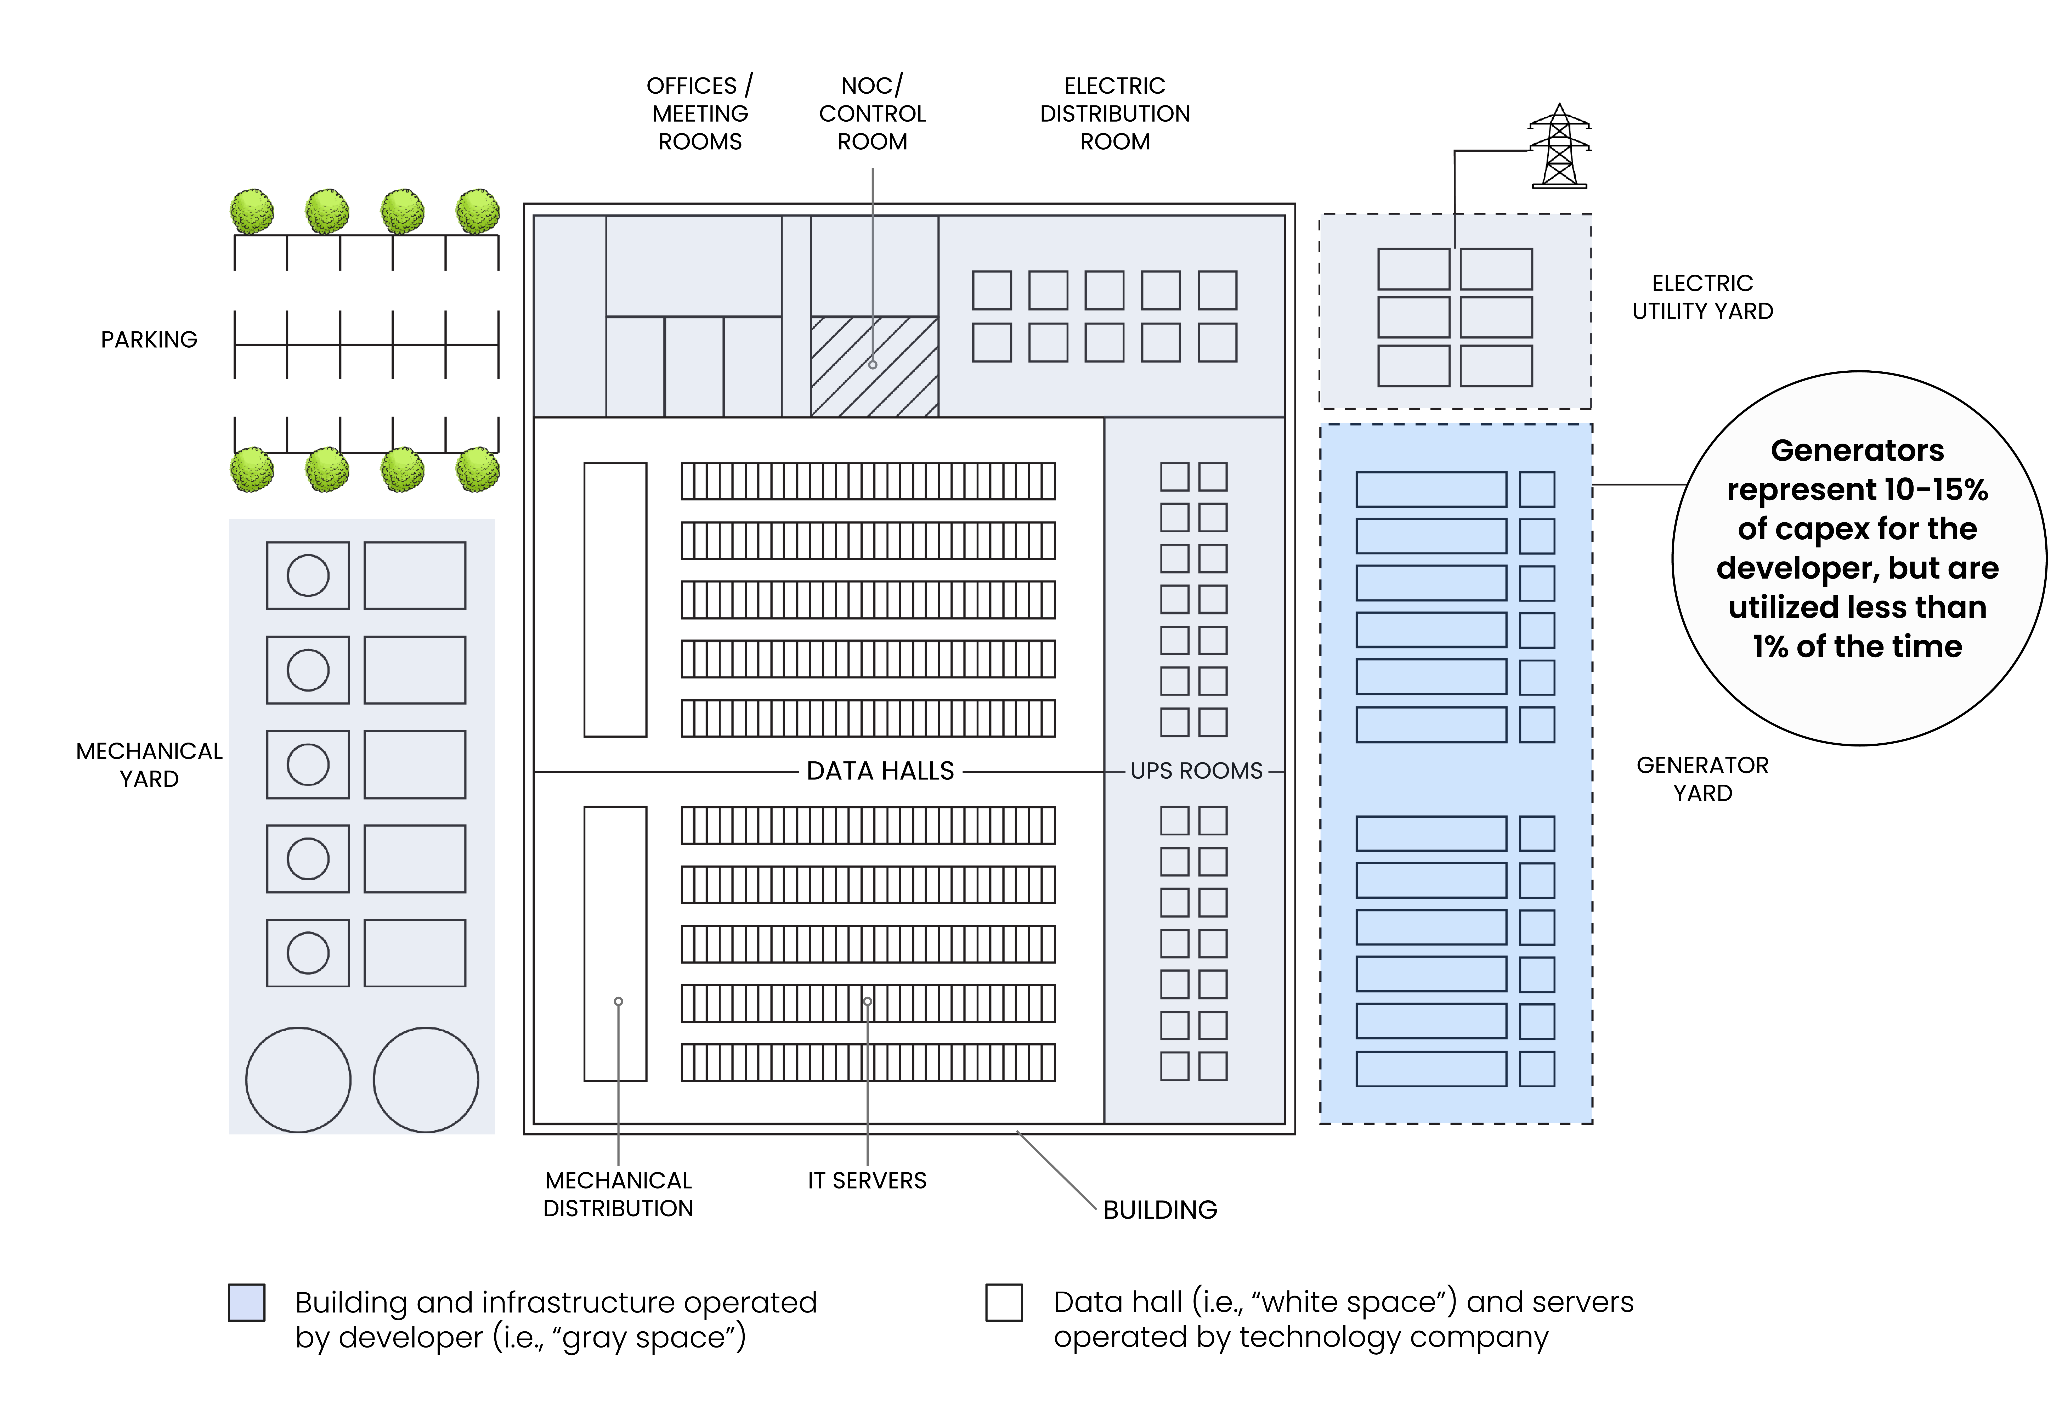 OFFICES /
MEETING
ROOMS
NOC/
CONTROL
ROOM
ELECTRIC
DISTRIBUTION
ROOM
PARKING
ELECTRIC
UTILITY YARD
Generators
represent 10-15%
of capex for the
developer, but are
utilized less than
1% of the time
MECHANICAL
YARD
DATA HALLS
UPS ROOMS
GENERATOR
YARD
MECHANICAL
DISTRIBUTION
IT SERVERS
BUILDING
Building and infrastructure operated
by developer (i.e., “gray space”)
Data hall (i.e., “white space”) and servers
operated by technology company